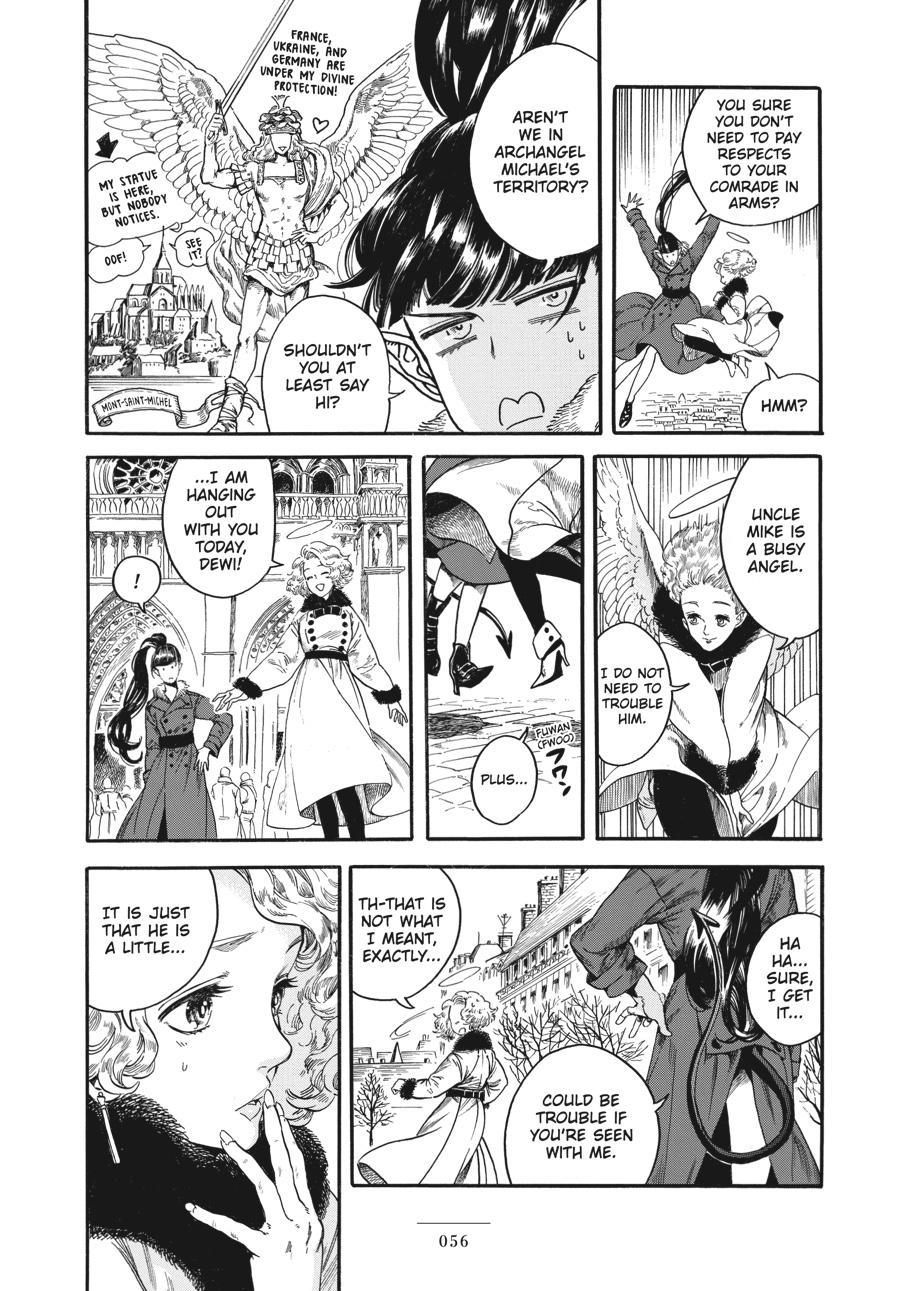 YOU SURE
YOU DON'T
NEED TO PAY
RESPECTS
TO YOUR
COMRADE IN
ARMS?
HMM?
AREN'T
WE IN
ARCHANGEL
MICHAEL'S
TERRITORY?
FRANCE,
UKRAINE, AND
GERMANY ARE
UNDER MY DIVINE
PROTECTION!
MY STATUE
IS HERE,
BUT NOBODY
NOTICES.
SEE
IT?
OOF!
MONT-SAINT-MICHEL
SHOULDN'T
YOU AT
LEAST SAY
HI?
UNCLE
MIKE IS
A BUSY
ANGEL.
I DO NOT
NEED TO
TROUBLE
HIM.
FUWAN
(FWOO)
フワン
PLUS...
...I AM
HANGING
OUT
WITH YOU
TODAY,
DEWI!
!
HA
HA...
SURE,
I GET
IT...
COULD BE
TROUBLE IF
YOU'RE SEEN
WITH ME.
TH-THAT IS
NOT WHAT
I MEANT,
EXACTLY...
IT IS JUST
THAT HE IS
A LITTLE...
056